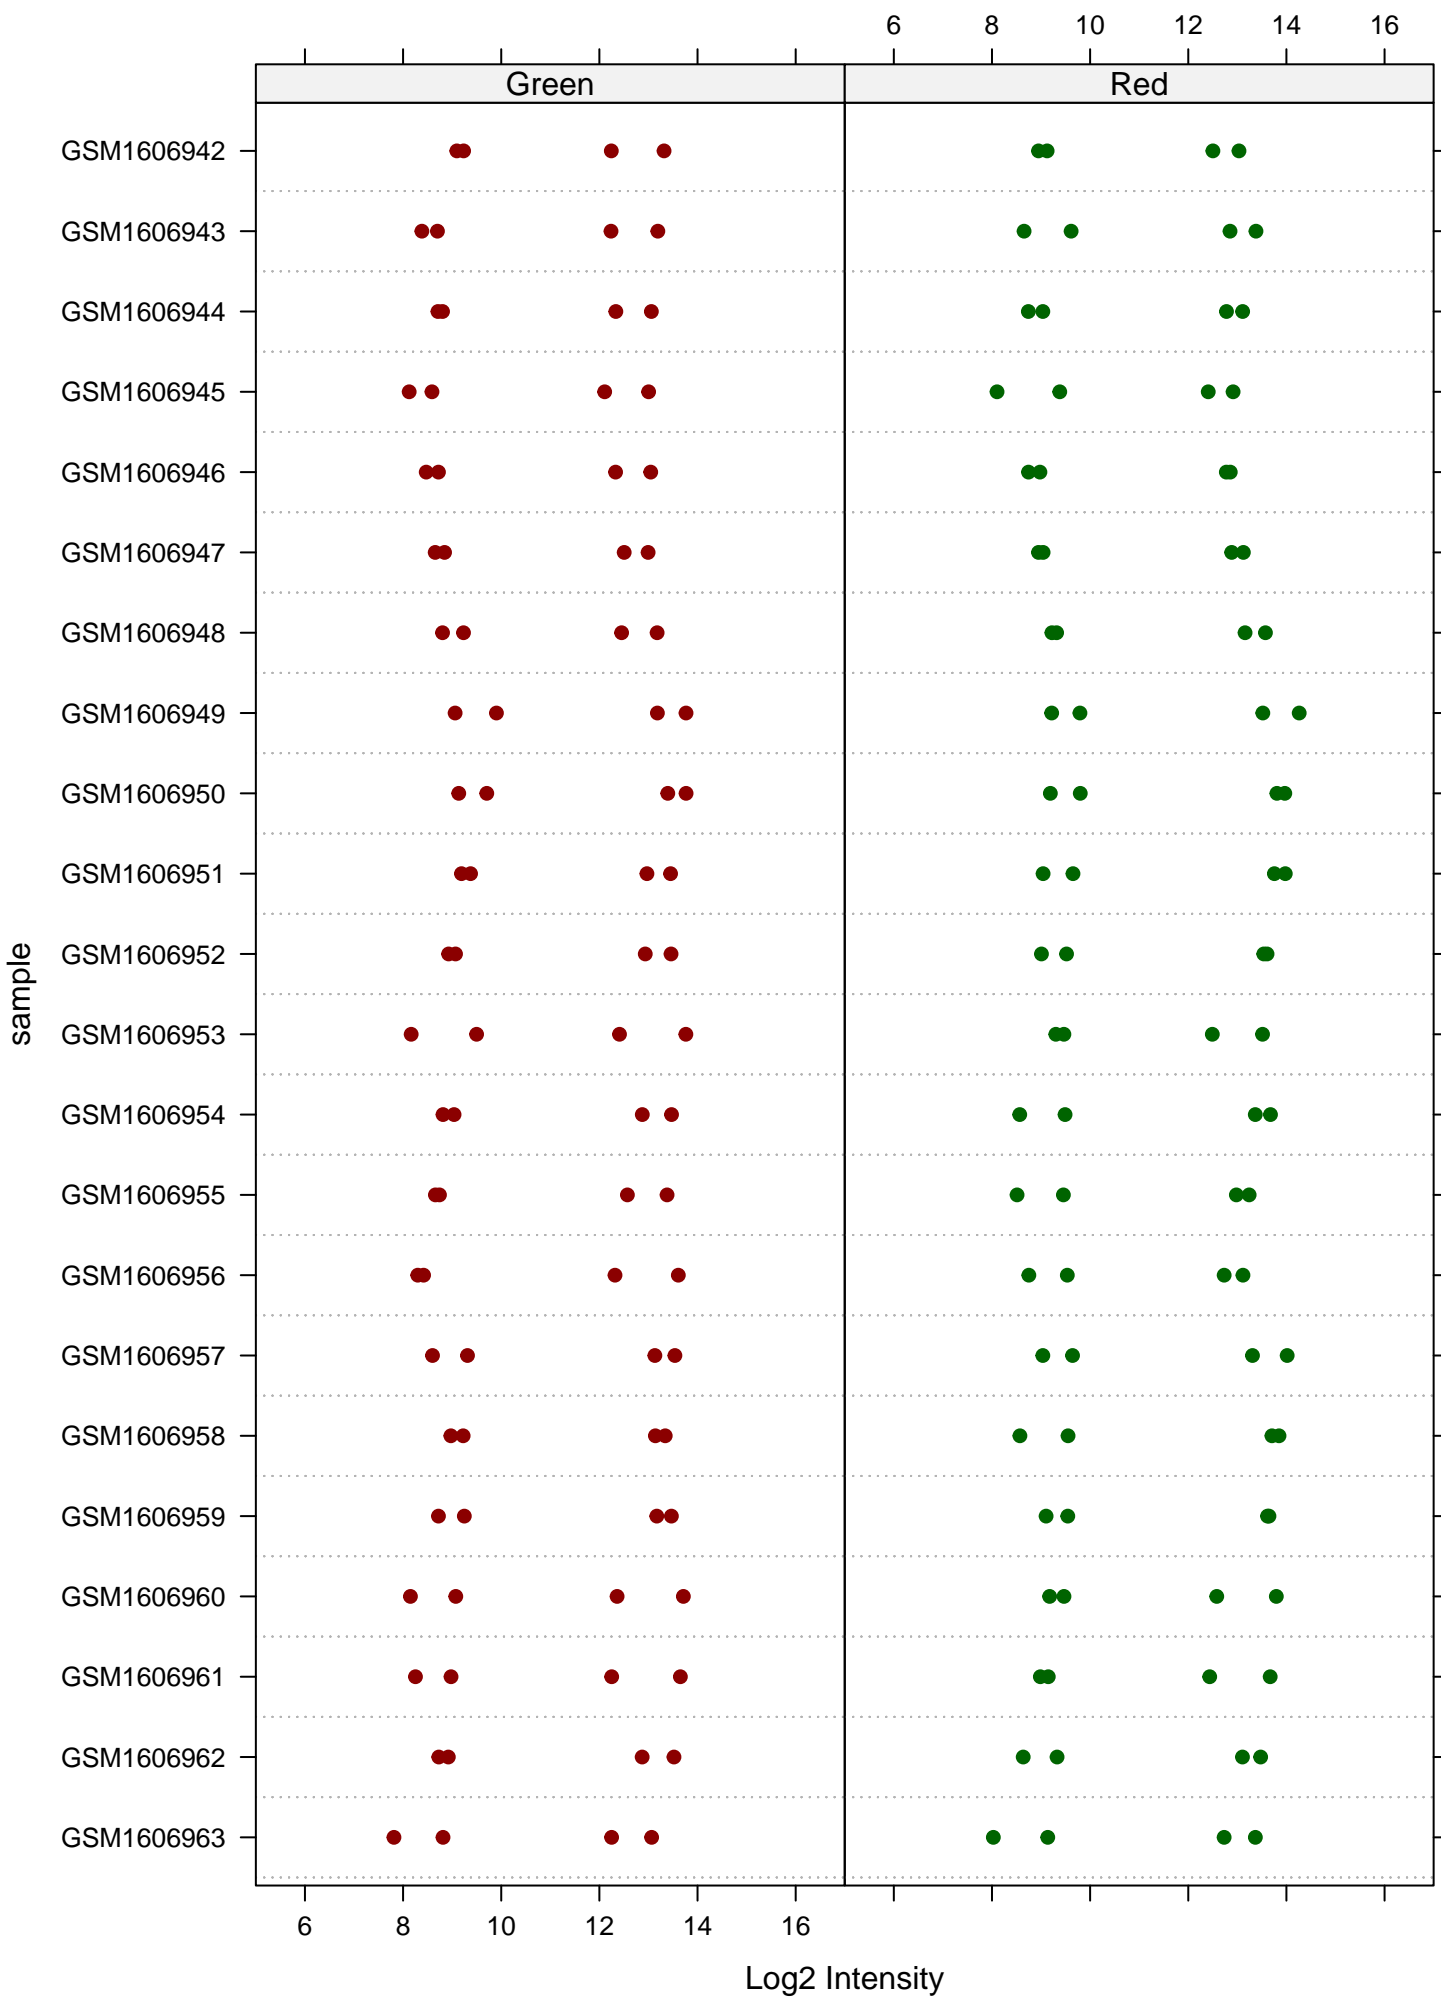 6 8 10 12 14 16
Green Red
GSM1606942
GSM1606943
GSM1606944
GSM1606945
GSM1606946
GSM1606947
GSM1606948
GSM1606949
GSM1606950
GSM1606951
GSM1606952
GSM1606953
GSM1606954
GSM1606955
GSM1606956
GSM1606957
GSM1606958
GSM1606959
GSM1606960
GSM1606961
GSM1606962
GSM1606963
sample
6 8 10 12 14 16
Log2 Intensity